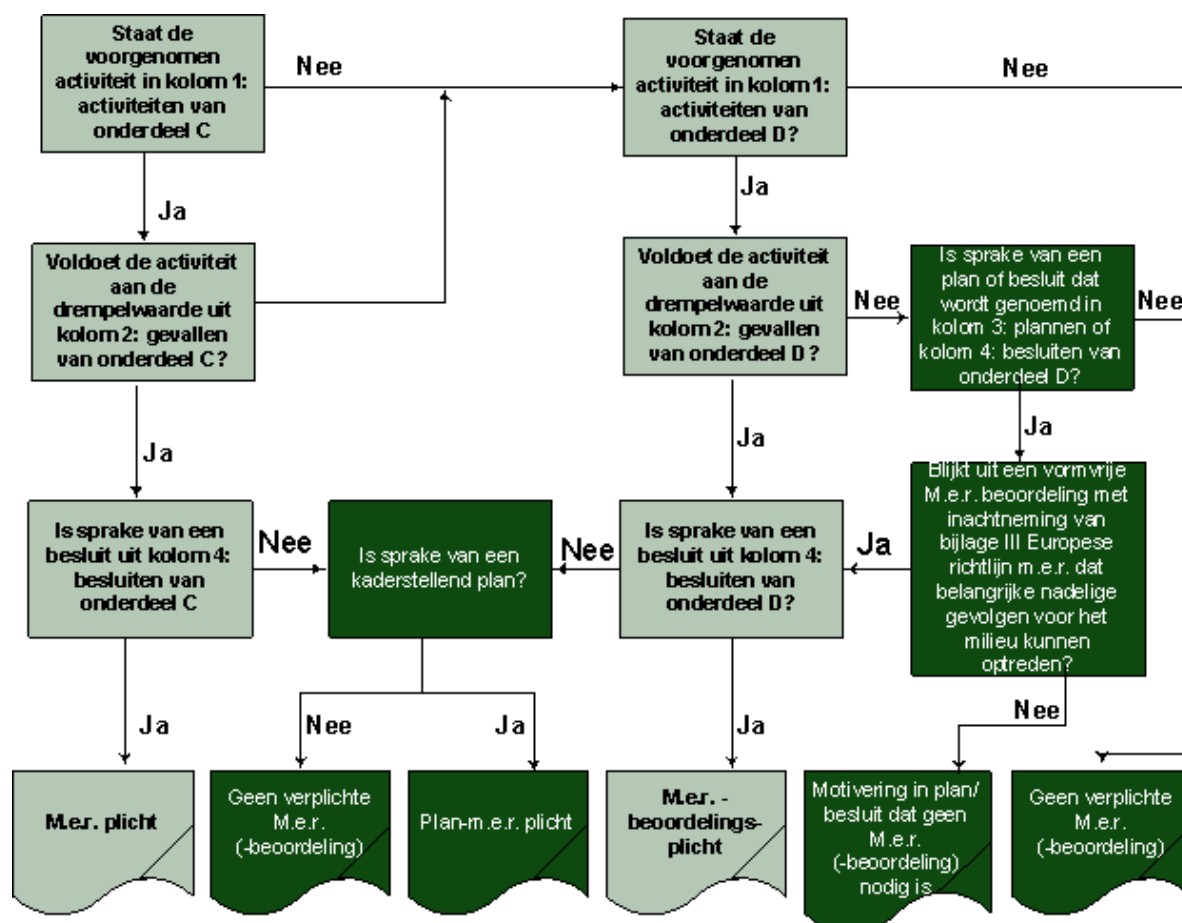 Staat de
voorgenomen
activiteit in kolom 1:
activiteiten van
onderdeel C
Nee
Staat de
voorgenomen
activiteit in kolom 1:
activiteiten van
onderdeel D?
Nee
Ja
Ja
Voldoet de activiteit
aan de
drempelwaarde uit
kolom 2: gevallen
van onderdeel C?
Voldoet de activiteit
aan de
drempelwaarde uit
kolom 2: gevallen
van onderdeel D?
Nee
Is sprake van een
plan of besluit dat
wordt genoemd in
kolom 3: plannen of
kolom 4: besluiten van
onderdeel D?
Nee
Ja
Ja
Ja
Is sprake van een
besluit uit kolom 4:
besluiten van
onderdeel C
Nee
Is sprake van een
kaderstellend plan?
Nee
Is sprake van een
besluit uit kolom 4:
besluiten van
onderdeel D?
Ja
Blijkt uit een vormvrije
M.e.r. beoordeling met
inachtneming van
bijlage III Europese
richtlijn m.e.r. dat
belangrijke nadelige
gevolgen voor het
milieu kunnen
optreden?
Ja
Nee
Ja
Ja
Nee
M.e.r. plicht
Geen verplichte
M.e.r.
(-beoordeling)
Plan-m.e.r. plicht
M.e.r. -
beoordelings-
plicht
Motivering in plan/
besluit dat geen
M.e.r.
(-beoordeling)
nodig is
Geen verplichte
M.e.r.
(-beoordeling)